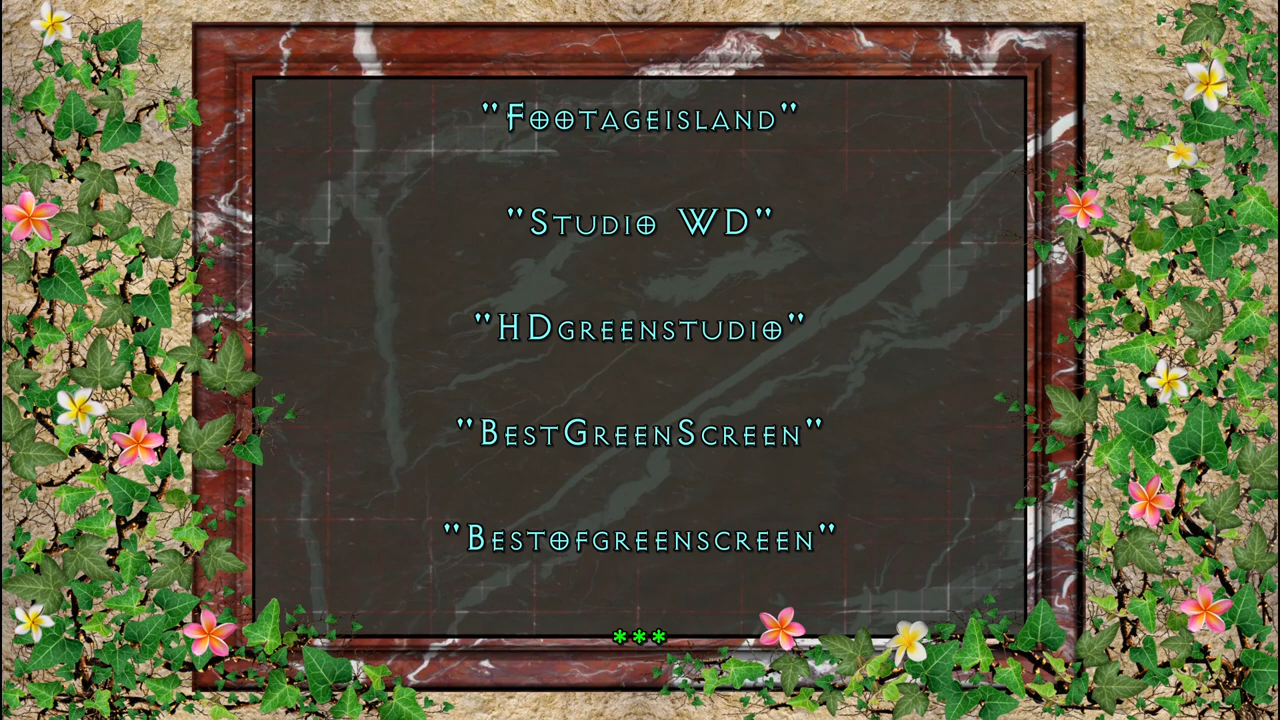 "Footageisland"
"Studio WD"
"HDgreenstudio"
"BestGreenScreen"
"Bestofgreenscreen"
***